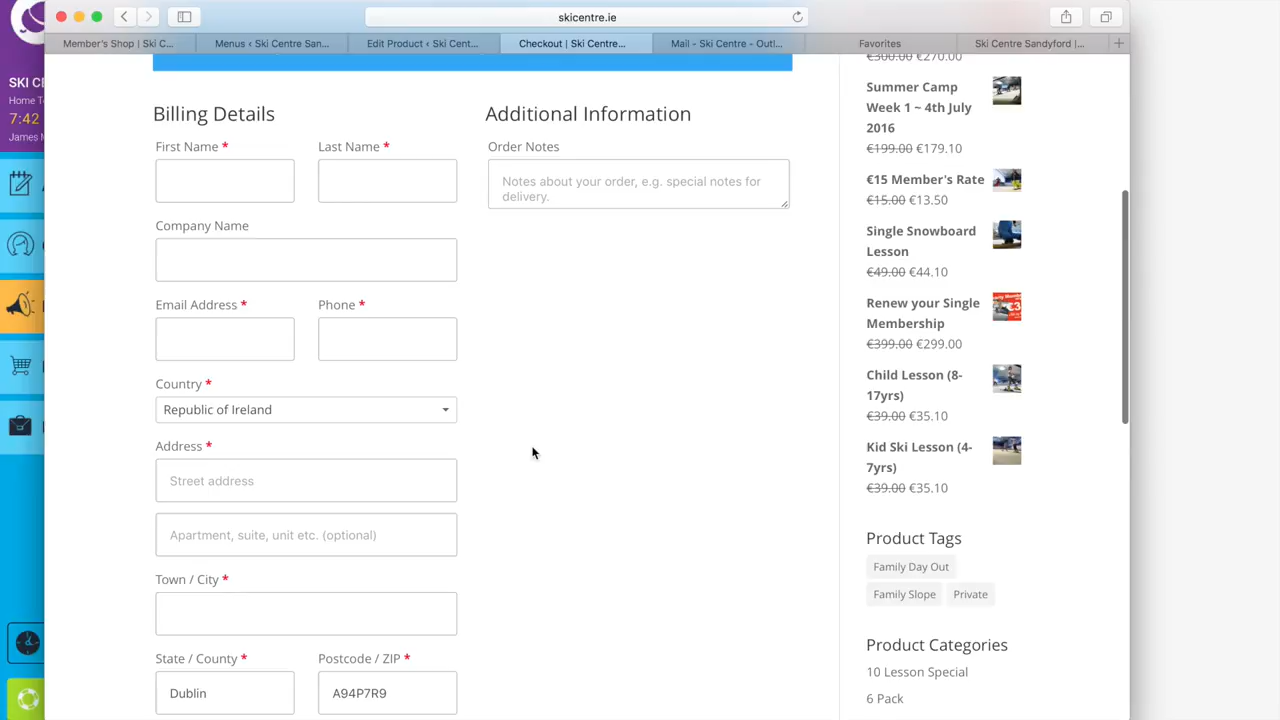 skicentre.ie
Member's Shop | Ski C...
Menus ‹ Ski Centre San...
Edit Product ‹ Ski Cent...
Checkout | Ski Centre...
Mail - Ski Centre - Outl...
Favorites
Ski Centre Sandyford |...
SKI CE
Home T
7:42
James M
Billing Details
First Name *
Last Name *
Company Name
Email Address *
Phone *
Country *
Republic of Ireland
Address *
Street address
Apartment, suite, unit etc. (optional)
Town / City *
State / County *
Postcode / ZIP *
Dublin
A94P7R9
Additional Information
Order Notes
Notes about your order, e.g. special notes for
delivery.
€300.00 €270.00
Summer Camp
Week 1 ~ 4th July
2016
€199.00 €179.10
€15 Member's Rate
€15.00 €13.50
Single Snowboard
Lesson
€49.00 €44.10
Renew your Single
Membership
€399.00 €299.00
Child Lesson (8-
17yrs)
€39.00 €35.10
Kid Ski Lesson (4-
7yrs)
€39.00 €35.10
Product Tags
Family Day Out
Family Slope
Private
Product Categories
10 Lesson Special
6 Pack